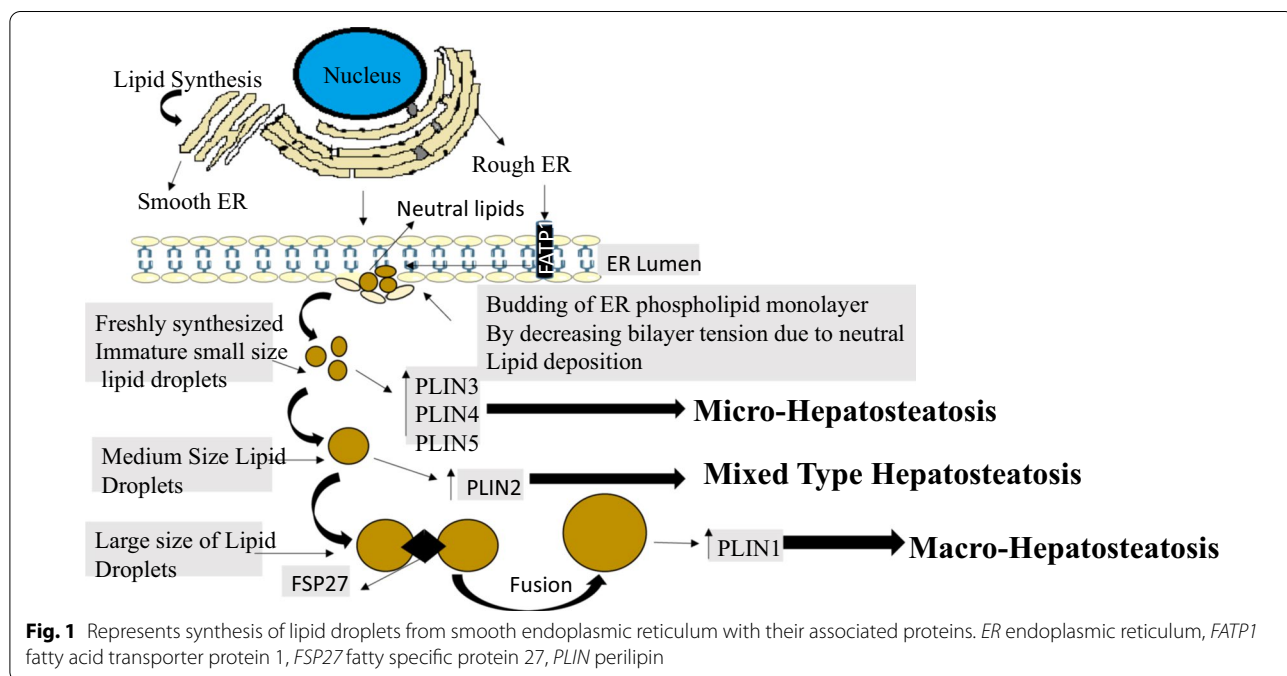 Lipid Synthesis
Nucleus
Smooth ER
Rough ER
Neutral lipids
FATP1
ER Lumen
Budding of ER phospholipid monolayer
By decreasing bilayer tension due to neutral
Lipid deposition
Freshly synthesized
Immature small size
lipid droplets
PLIN3
PLIN4
PLIN5
Micro-Hepatosteatosis
Medium Size Lipid
Droplets
PLIN2
Mixed Type Hepatosteatosis
Large size of Lipid
Droplets
FSP27
Fusion
PLIN1
Macro-Hepatosteatosis
Fig. 1 Represents synthesis of lipid droplets from smooth endoplasmic reticulum with their associated proteins. ER endoplasmic reticulum, FATP1
fatty acid transporter protein 1, FSP27 fatty specific protein 27, PLIN perilipin